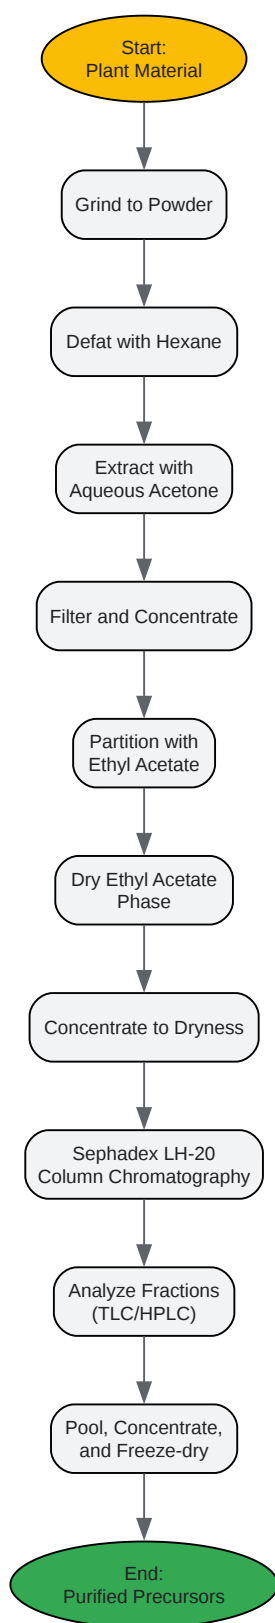 Start:
Plant Material
Grind to Powder
Defat with Hexane
Extract with
Aqueous Acetone
Filter and Concentrate
Partition with
Ethyl Acetate
Dry Ethyl Acetate
Phase
Concentrate to Dryness
Sephadex LH-20
Column Chromatography
Analyze Fractions
(TLC/HPLC)
Pool, Concentrate,
and Freeze-dry
End:
Purified Precursors